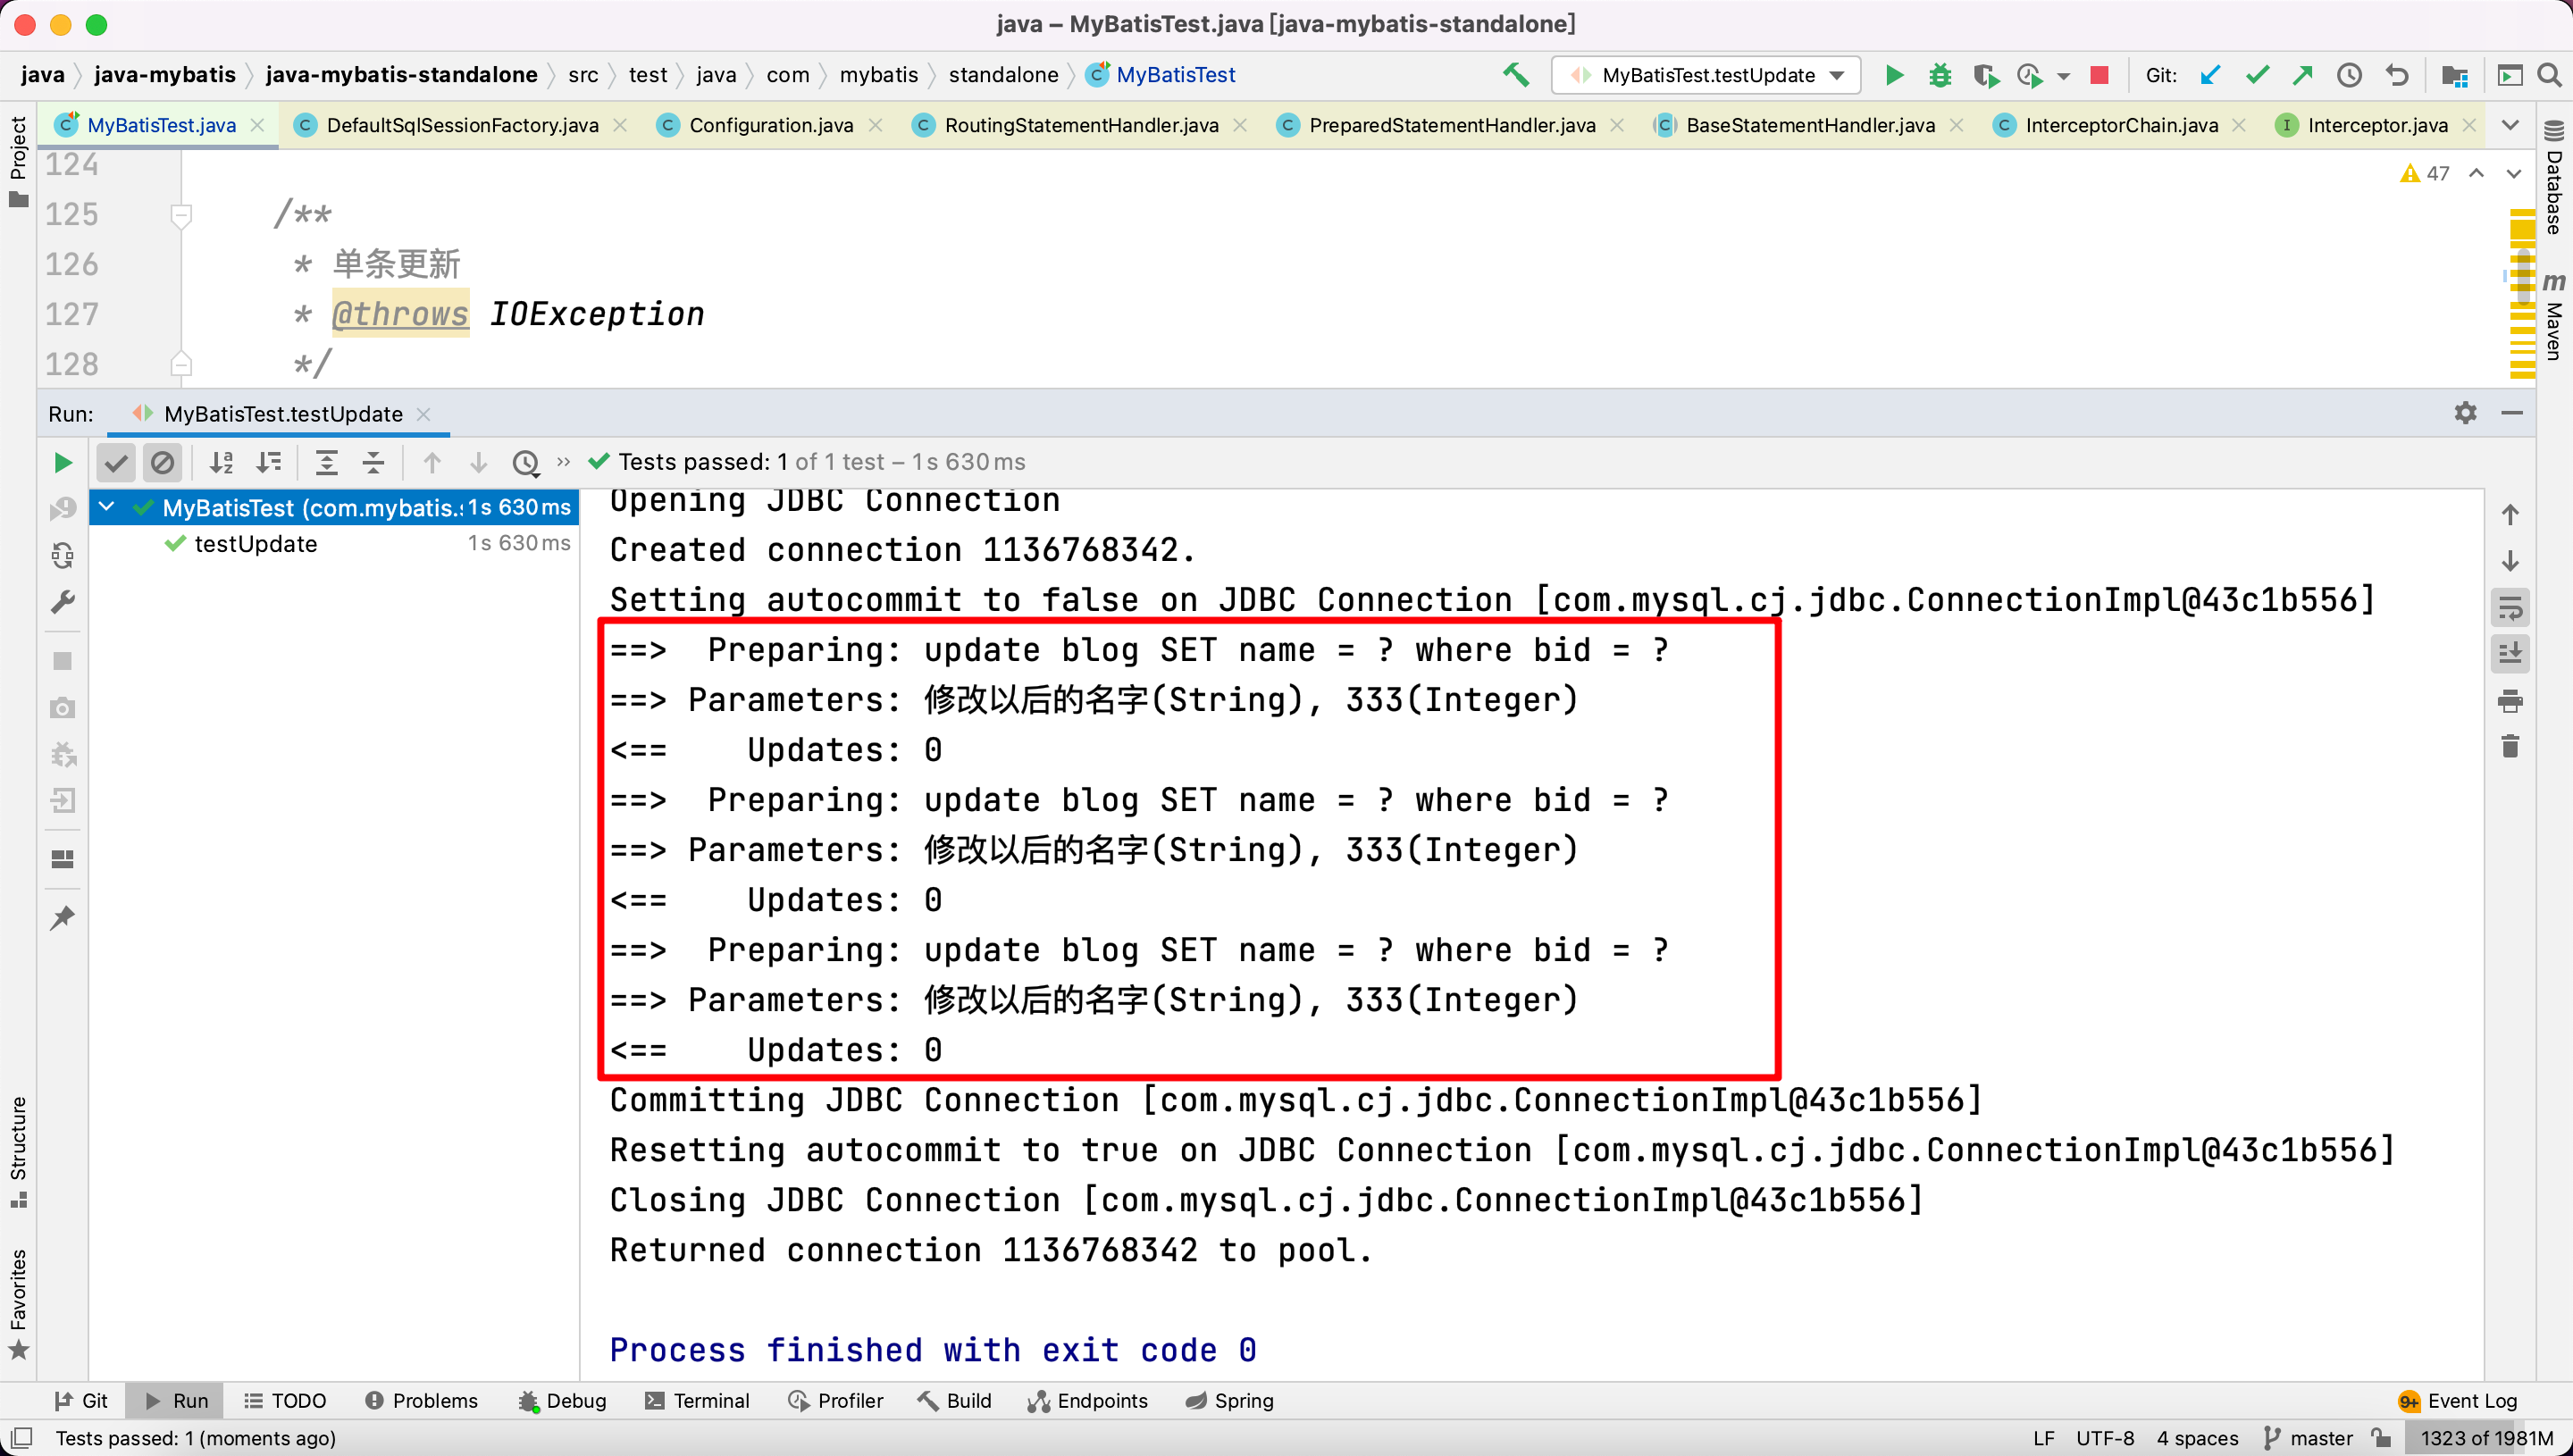 java – MyBatisTest.java [java-mybatis-standalone]
java java-mybatis java-mybatis-standalone src test java com mybatis standalone MyBatisTest MyBatisTest.testUpdate Git:
MyBatisTest.java DefaultSqlSessionFactory.java Configuration.java RoutingStatementHandler.java PreparedStatementHandler.java BaseStatementHandler.java InterceptorChain.java Interceptor.java
Project
Database
Maven
124
47
125 /**
126 * 单条更新
127 * @throws IOException
128 */
Run: MyBatisTest.testUpdate
Tests passed: 1 of 1 test – 1 s 630 ms
MyBatisTest (com.mybatis.s 1 s 630 ms
testUpdate 1 s 630 ms
Opening JDBC Connection
Created connection 1136768342.
Setting autocommit to false on JDBC Connection [com.mysql.cj.jdbc.ConnectionImpl@43c1b556]
==>  Preparing: update blog SET name = ? where bid = ?
==> Parameters: 修改以后的名字(String), 333(Integer)
<==    Updates: 0
==>  Preparing: update blog SET name = ? where bid = ?
==> Parameters: 修改以后的名字(String), 333(Integer)
<==    Updates: 0
==>  Preparing: update blog SET name = ? where bid = ?
==> Parameters: 修改以后的名字(String), 333(Integer)
<==    Updates: 0
Committing JDBC Connection [com.mysql.cj.jdbc.ConnectionImpl@43c1b556]
Resetting autocommit to true on JDBC Connection [com.mysql.cj.jdbc.ConnectionImpl@43c1b556]
Closing JDBC Connection [com.mysql.cj.jdbc.ConnectionImpl@43c1b556]
Returned connection 1136768342 to pool.
Process finished with exit code 0
Structure
Favorites
Git Run TODO Problems Debug Terminal Profiler Build Endpoints Spring 9+ Event Log
Tests passed: 1 (moments ago) LF UTF-8 4 spaces master 1323 of 1981M